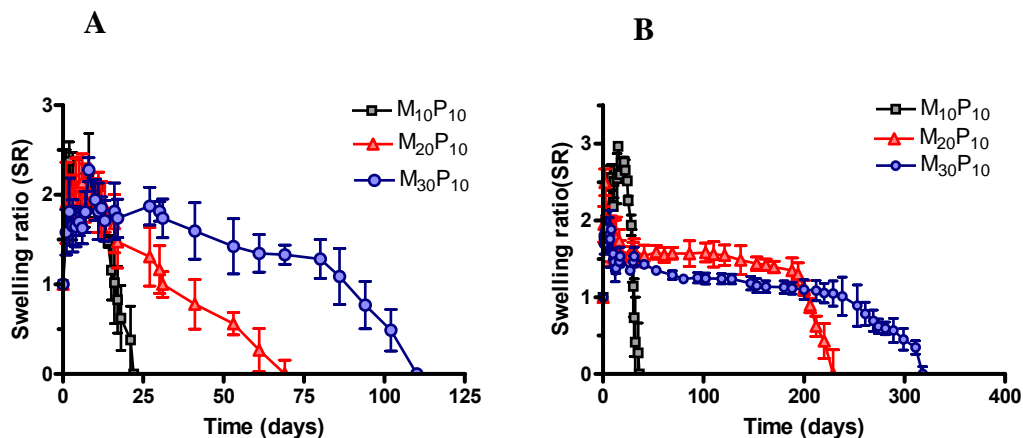 A
B
M10P10
M20P10
M30P10
Swelling ratio (SR)
3
2
1
0
0
25
50
75
100
125
Time (days)
M10P10
M20P10
M30P10
Swelling ratio(SR)
3
2
1
0
0
100
200
300
400
Time (days)